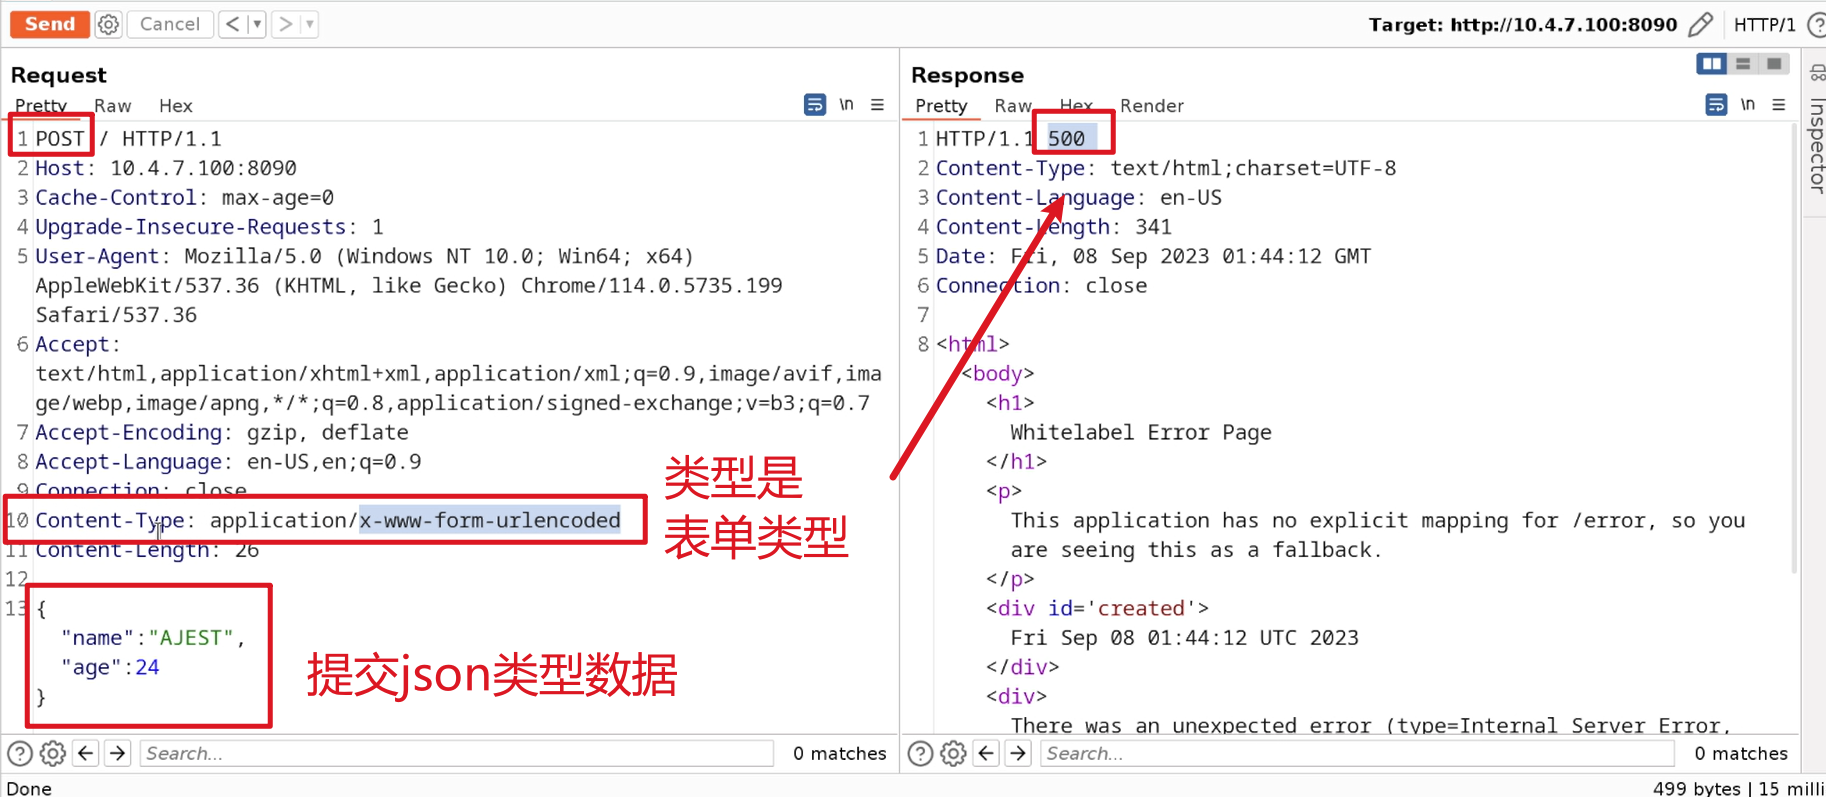 Send Cancel < ▾ > ▾ Target: http://10.4.7.100:8090 HTTP/1 ?
Request
Pretty Raw Hex \n
1 POST / HTTP/1.1
2 Host: 10.4.7.100:8090
3 Cache-Control: max-age=0
4 Upgrade-Insecure-Requests: 1
5 User-Agent: Mozilla/5.0 (Windows NT 10.0; Win64; x64)
AppleWebKit/537.36 (KHTML, like Gecko) Chrome/114.0.5735.199
Safari/537.36
6 Accept:
text/html,application/xhtml+xml,application/xml;q=0.9,image/avif,ima
ge/webp,image/apng,*/*;q=0.8,application/signed-exchange;v=b3;q=0.7
7 Accept-Encoding: gzip, deflate
8 Accept-Language: en-US,en;q=0.9
9 Connection: close
10 Content-Type: application/x-www-form-urlencoded
11 Content-Length: 26
12
13 {
"name":"AJEST",
"age":24
}
类型是
表单类型
提交json类型数据
? Search... 0 matches
Response
Pretty Raw Hex Render \n
1 HTTP/1.1 500
2 Content-Type: text/html;charset=UTF-8
3 Content-Language: en-US
4 Content-Length: 341
5 Date: Fri, 08 Sep 2023 01:44:12 GMT
6 Connection: close
7
8 <html>
<body>
<h1>
Whitelabel Error Page
</h1>
<p>
This application has no explicit mapping for /error, so you
are seeing this as a fallback.
</p>
<div id='created'>
Fri Sep 08 01:44:12 UTC 2023
</div>
<div>
There was an unexpected error (type=Internal Server Error,
? Search... 0 matches
Inspector
Done 499 bytes | 15 milli